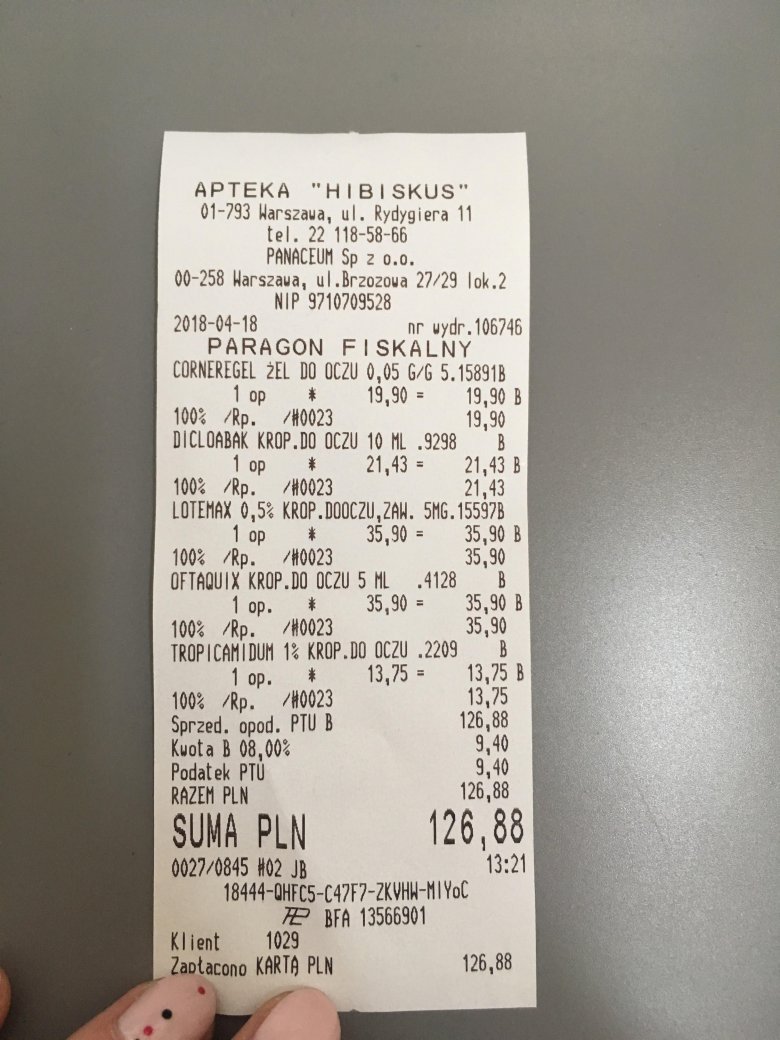 APTEKA "HIBISKUS"
01-793 Warszawa, ul. Rydygiera 11
tel. 22 118-58-66
PANACEUM Sp z o.o.
00-258 Warszawa, ul.Brzozowa 27/29 lok.2
NIP 9710709528
2018-04-18 nr wydr.106746
PARAGON FISKALNY
CORNEREGEL ŻEL DO OCZU 0,05 G/G 5.15891B
1 op * 19,90 = 19,90 B
100% /Rp. /#0023 19,90
DICLOABAK KROP.DO OCZU 10 ML .9298 B
1 op * 21,43 = 21,43 B
100% /Rp. /#0023 21,43
LOTEMAX 0,5% KROP.DOOCZU,ZAW. 5MG.15597B
1 op * 35,90 = 35,90 B
100% /Rp. /#0023 35,90
OFTAQUIX KROP.DO OCZU 5 ML .4128 B
1 op. * 35,90 = 35,90 B
100% /Rp. /#0023 35,90
TROPICAMIDUM 1% KROP.DO OCZU .2209 B
1 op. * 13,75 = 13,75 B
100% /Rp. /#0023 13,75
Sprzed. opod. PTU B 126,88
Kwota B 08,00% 9,40
Podatek PTU 9,40
RAZEM PLN 126,88
SUMA PLN 126,88
0027/0845 #02 JB 13:21
18444-QHFC5-C47F7-ZKVHW-MIYoC
BFA 13566901
Klient 1029
Zapłacono KARTĄ PLN 126,88